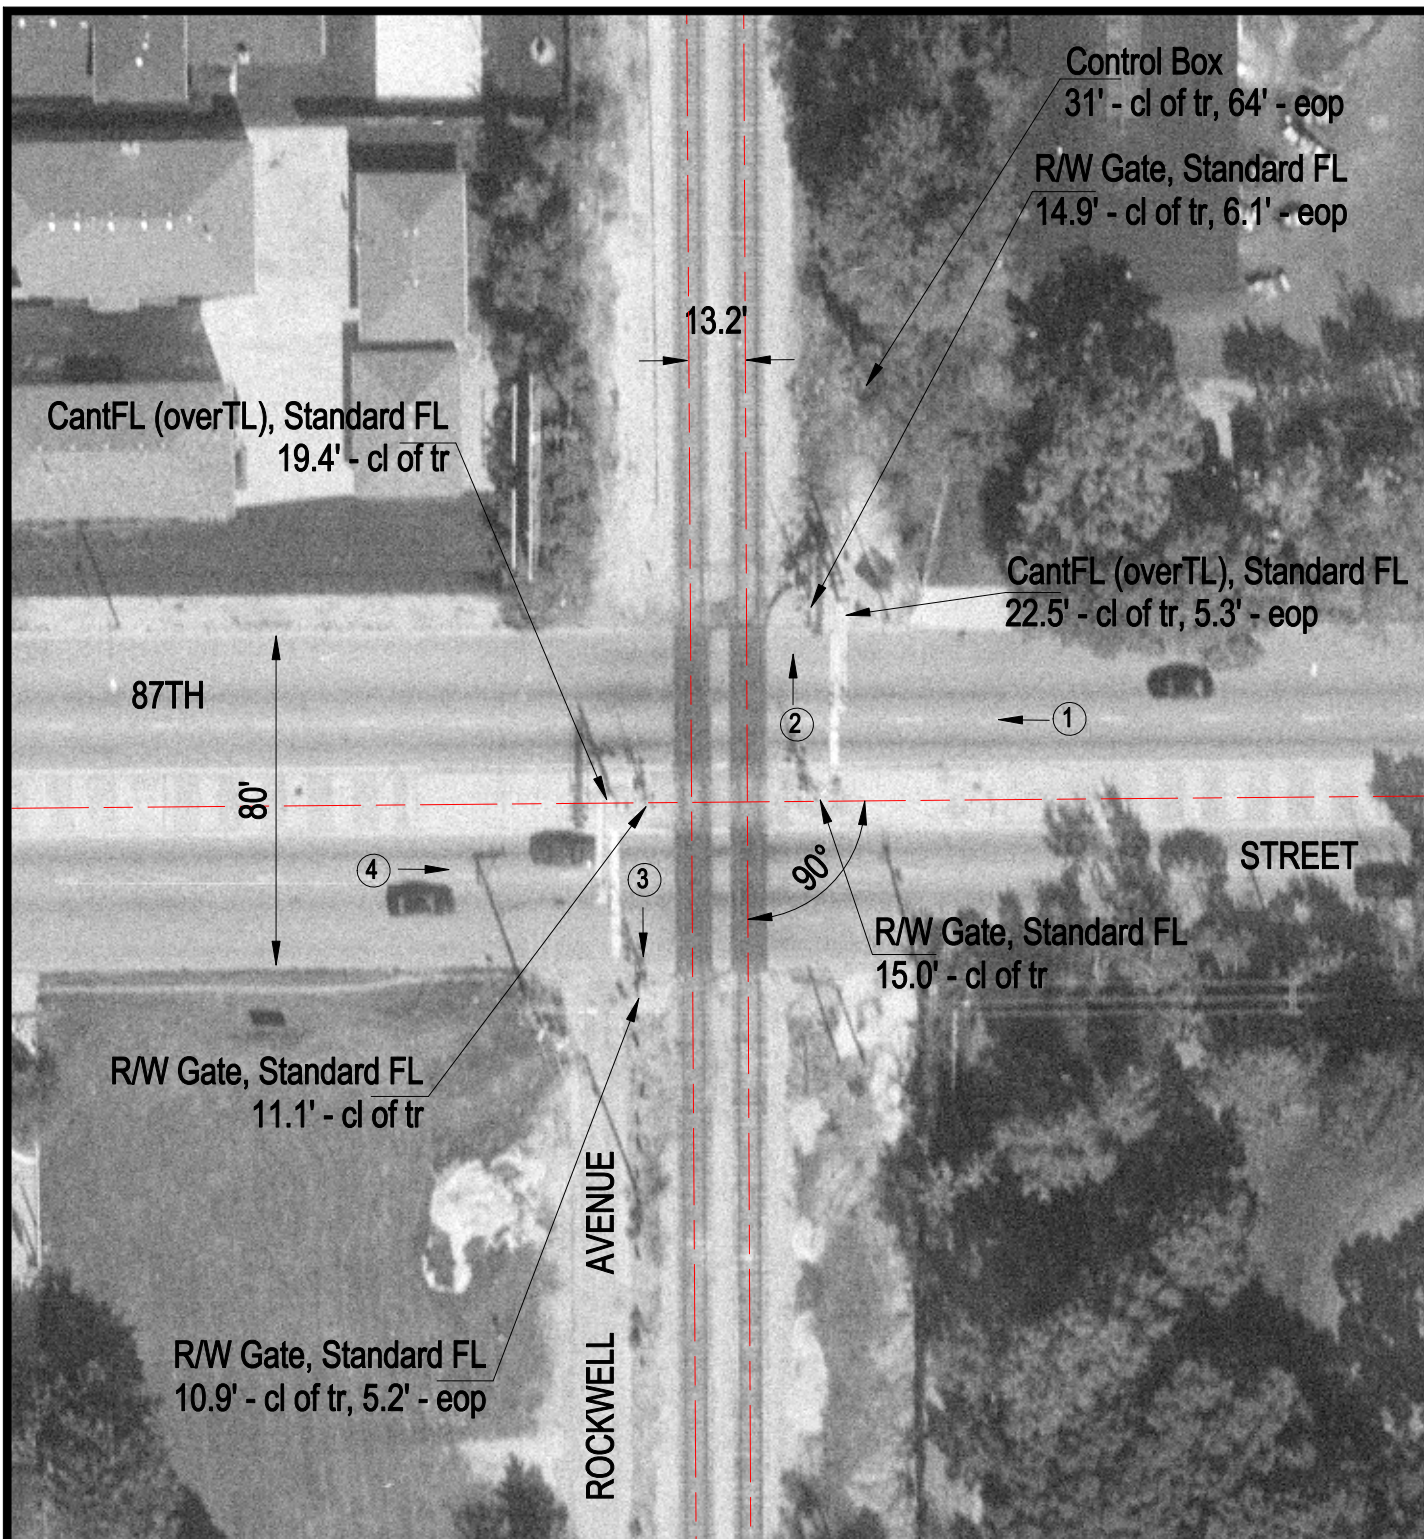 Control Box
31' - cl of tr, 64' - eop
R/W Gate, Standard FL
14.9' - cl of tr, 6.1' - eop
13.2'
CantFL (overTL), Standard FL
19.4' - cl of tr
CantFL (overTL), Standard FL
22.5' - cl of tr, 5.3' - eop
87TH
1
2
80'
4
3
90°
STREET
R/W Gate, Standard FL
15.0' - cl of tr
R/W Gate, Standard FL
11.1' - cl of tr
ROCKWELL AVENUE
R/W Gate, Standard FL
10.9' - cl of tr, 5.2' - eop